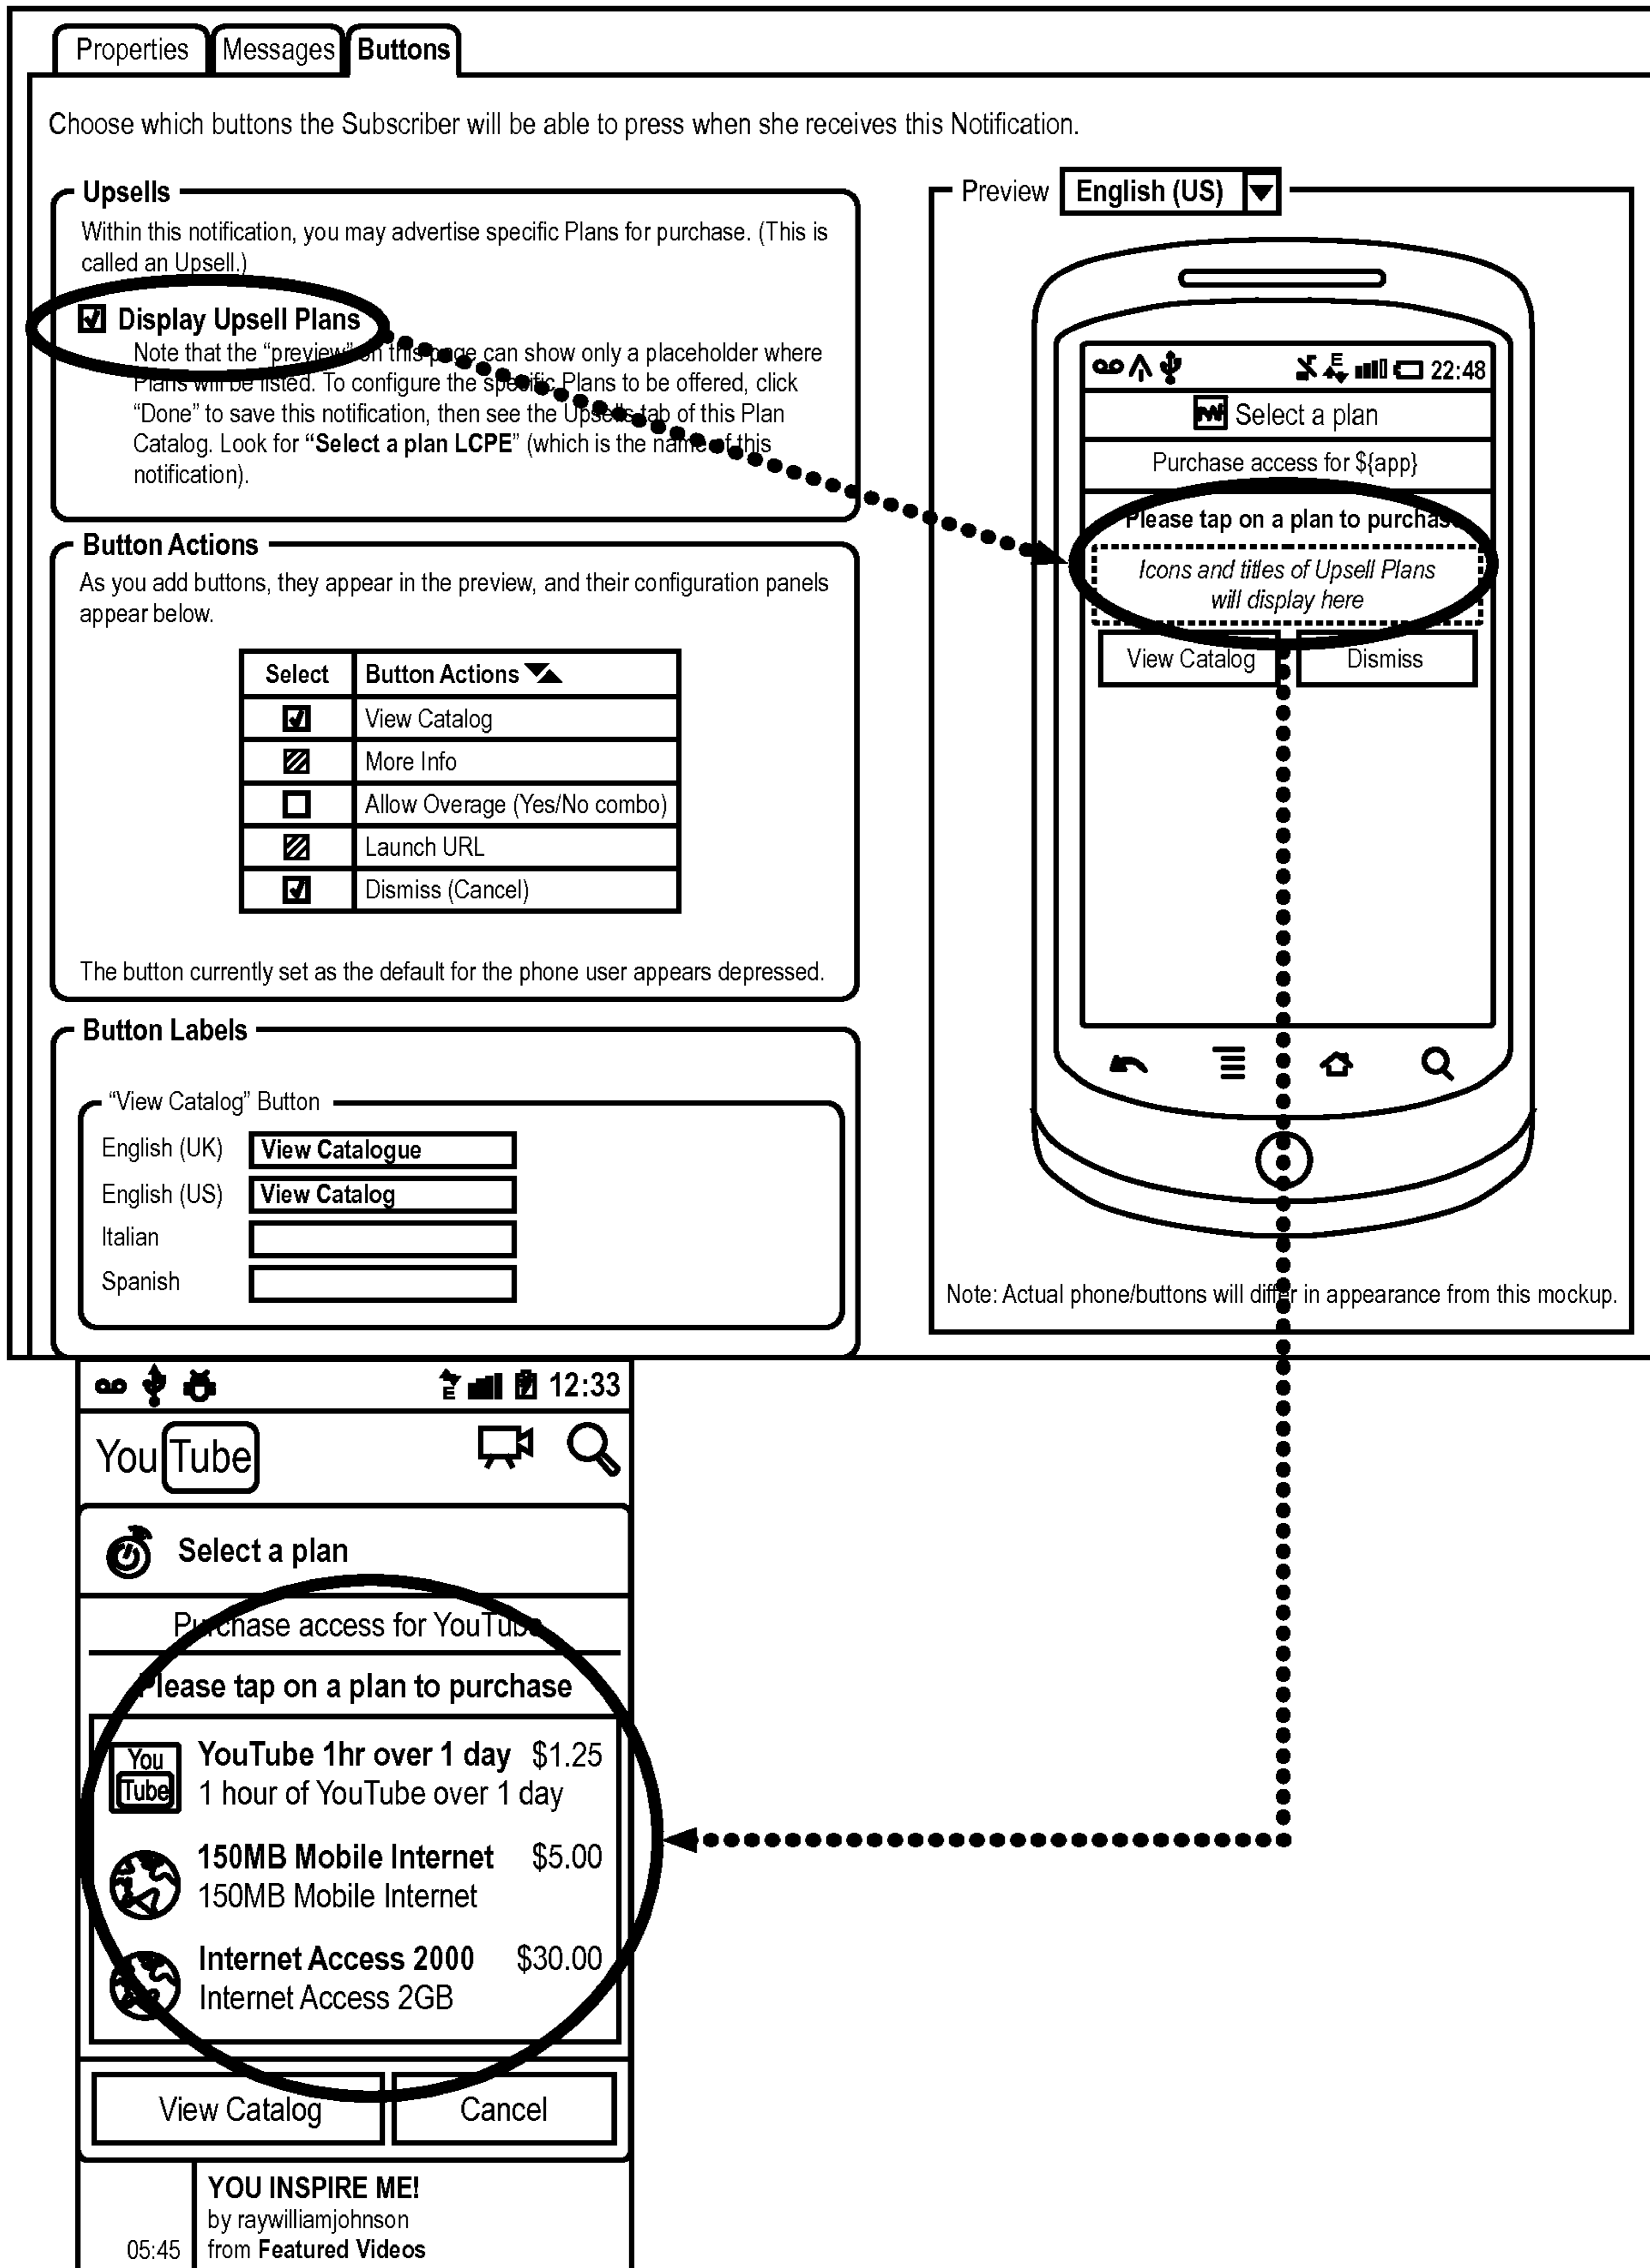 Properties
Messages
Buttons
Choose which buttons the Subscriber will be able to press when she receives this Notification.
Upsells
Within this notification, you may advertise specific Plans for purchase. (This is
called an Upsell.)
Display Upsell Plans
Note that the “preview” on this page can show only a placeholder where
Plans will be listed. To configure the specific Plans to be offered, click
“Done” to save this notification, then see the Upsells tab of this Plan
Catalog. Look for “Select a plan LCPE” (which is the name of this
notification).
Button Actions
As you add buttons, they appear in the preview, and their configuration panels
appear below.
Select Button Actions
View Catalog
More Info
Allow Overage (Yes/No combo)
Launch URL
Dismiss (Cancel)
The button currently set as the default for the phone user appears depressed.
Button Labels
“View Catalog” Button
English (UK) View Catalogue
English (US) View Catalog
Italian
Spanish
Preview English (US)
E 22:48
Select a plan
Purchase access for ${app}
Please tap on a plan to purchase
Icons and titles of Upsell Plans
will display here
View Catalog Dismiss
Note: Actual phone/buttons will differ in appearance from this mockup.
E 12:33
YouTube
Select a plan
Purchase access for YouTube
Please tap on a plan to purchase
You
Tube
YouTube 1hr over 1 day $1.25
1 hour of YouTube over 1 day
150MB Mobile Internet $5.00
150MB Mobile Internet
Internet Access 2000 $30.00
Internet Access 2GB
View Catalog Cancel
YOU INSPIRE ME!
by raywilliamjohnson
05:45 from Featured Videos